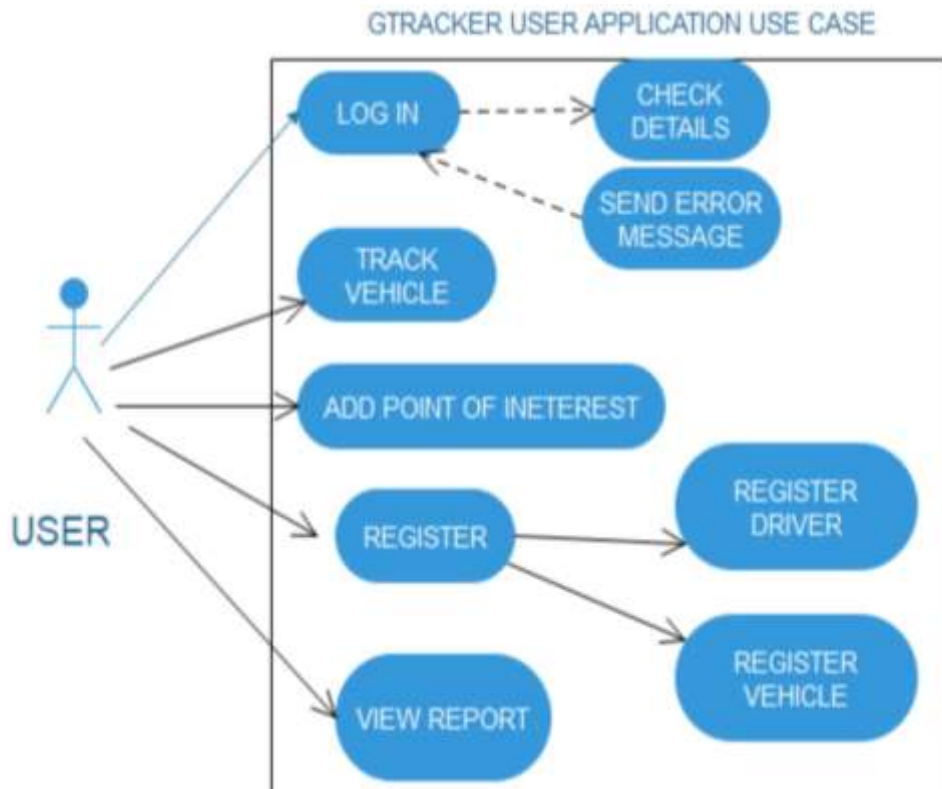 GTRACKER USER APPLICATION USE CASE
LOG IN
CHECK
DETAILS
SEND ERROR
MESSAGE
TRACK
VEHICLE
ADD POINT OF INETEREST
USER
REGISTER
REGISTER
DRIVER
REGISTER
VEHICLE
VIEW REPORT